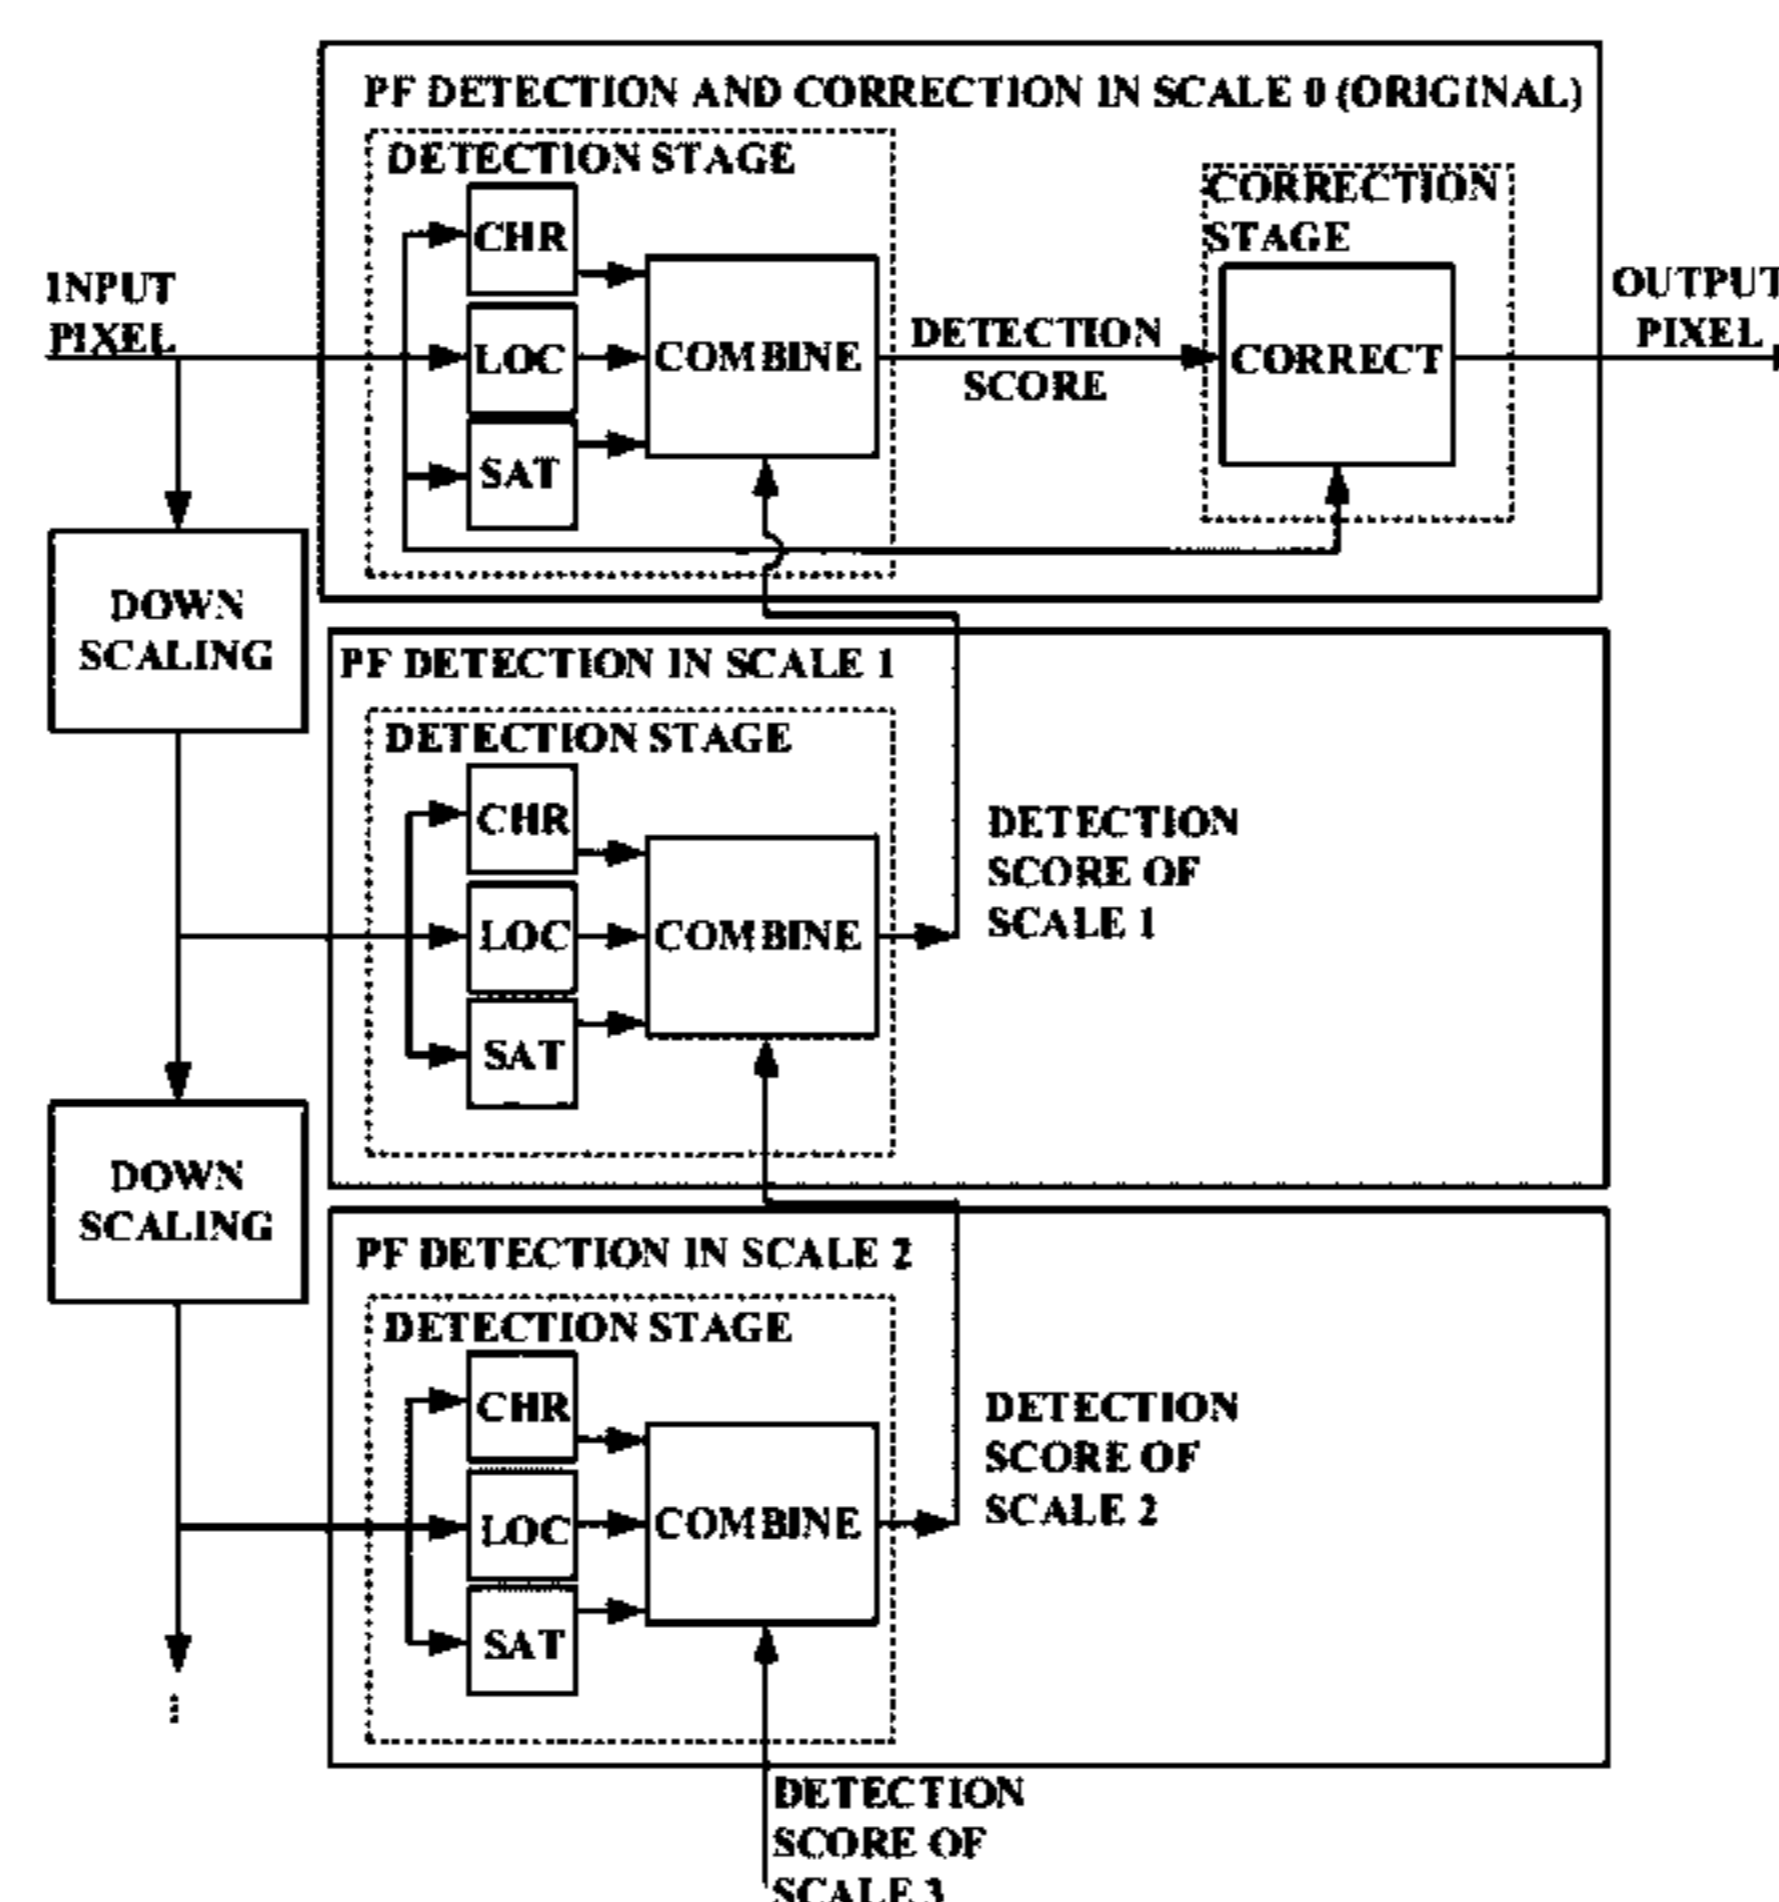 PF DETECTION AND CORRECTION IN SCALE 0 (ORIGINAL)
DETECTION STAGE
CORRECTION
STAGE
CHR
INPUT
PIXEL
LOC
COMBINE
DETECTION
SCORE
CORRECT
OUTPUT
PIXEL
SAT
DOWN
SCALING
PF DETECTION IN SCALE 1
DETECTION STAGE
CHR
LOC
COMBINE
SAT
DETECTION
SCORE OF
SCALE 1
DOWN
SCALING
PF DETECTION IN SCALE 2
DETECTION STAGE
CHR
LOC
COMBINE
SAT
DETECTION
SCORE OF
SCALE 2
DETECTION
SCORE OF
SCALE 3